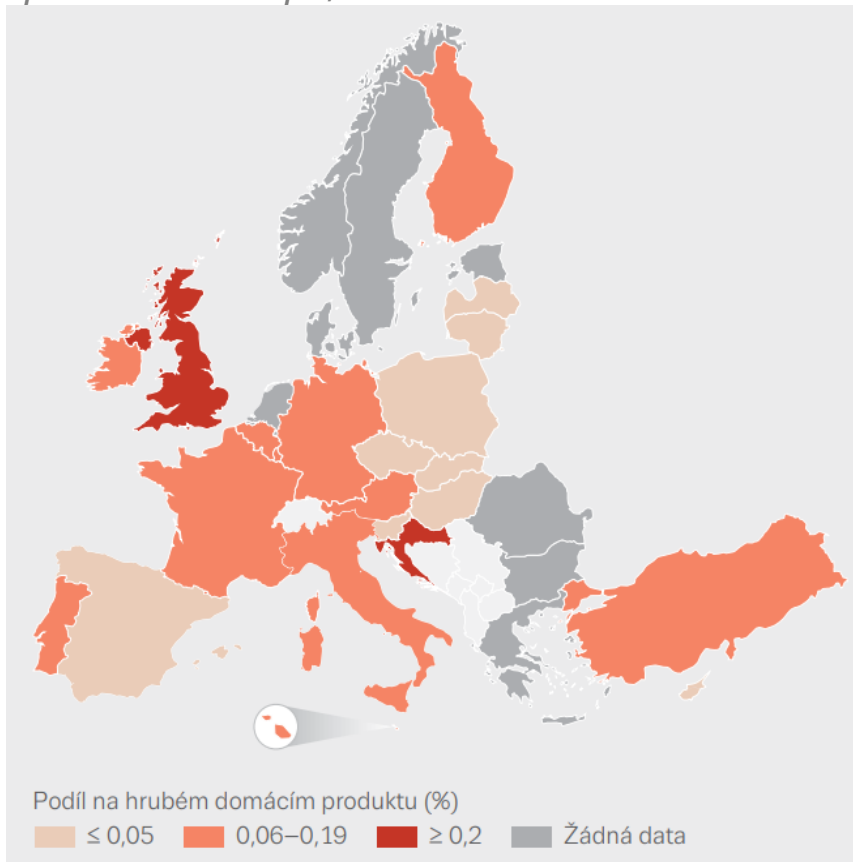 Podíl na hrubém domácím produktu (%)
≤ 0,05 0,06–0,19 ≥ 0,2 Žádná data